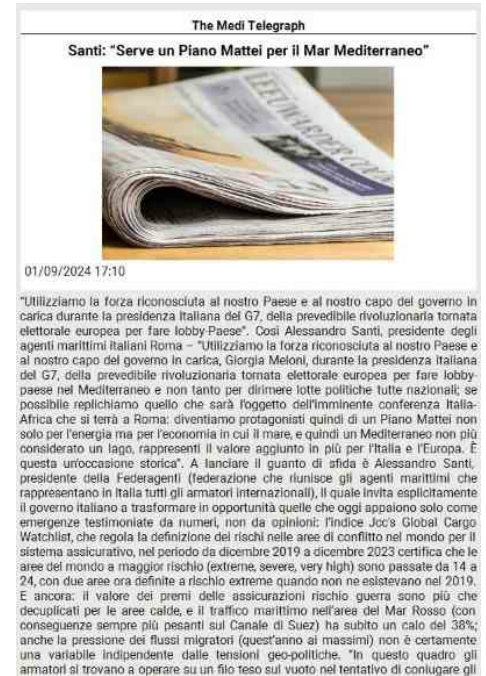 The Medi Telegraph
Santi: “Serve un Piano Mattei per il Mar Mediterraneo”
LEEUWARDER COU
01/09/2024 17:10
“Utilizziamo la forza riconosciuta al nostro Paese e al nostro capo del governo in
carica durante la presidenza italiana del G7, della prevedibile rivoluzionaria tornata
elettorale europea per fare lobby-Paese”. Così Alessandro Santi, presidente degli
agenti marittimi italiani Roma – “Utilizziamo la forza riconosciuta al nostro Paese e
al nostro capo del governo in carica, Giorgia Meloni, durante la presidenza italiana
del G7, della prevedibile rivoluzionaria tornata elettorale europea per fare lobby-
paese nel Mediterraneo e non tanto per dirimere lotte politiche tutte nazionali; se
possibile replichiamo quello che sarà l’oggetto dell’imminente conferenza Italia-
Africa che si terrà a Roma: diventiamo protagonisti quindi di un Piano Mattei non
solo per l’energia ma per l’economia in cui il mare, e quindi un Mediterraneo non più
considerato un lago, rappresenti il valore aggiunto in più per l’Italia e l’Europa. È
questa un’occasione storica”. A lanciare il guanto di sfida è Alessandro Santi,
presidente della Federagenti (federazione che riunisce gli agenti marittimi che
rappresentano in Italia tutti gli armatori internazionali), il quale invita esplicitamente
il governo italiano a trasformare in opportunità quelle che oggi appaiono solo come
emergenze testimoniate da numeri, non da opinioni: l’indice Jcc’s Global Cargo
Watchlist, che regola la definizione dei rischi nelle aree di conflitto nel mondo per il
sistema assicurativo, nel periodo da dicembre 2019 a dicembre 2023 certifica che le
aree del mondo a maggior rischio (extreme, severe, very high) sono passate da 14 a
24, con due aree ora definite a rischio extreme quando non ne esistevano nel 2019.
E ancora: il valore dei premi delle assicurazioni rischio guerra sono più che
decuplicati per le aree calde, e il traffico marittimo nell’area del Mar Rosso (con
conseguenze sempre più pesanti sul Canale di Suez) ha subito un calo del 38%;
anche la pressione dei flussi migratori (quest’anno ai massimi) non è certamente
una variabile indipendente dalle tensioni geo-politiche. “In questo quadro gli
armatori si trovano a operare su un filo teso sul vuoto nel tentativo di coniugare gli